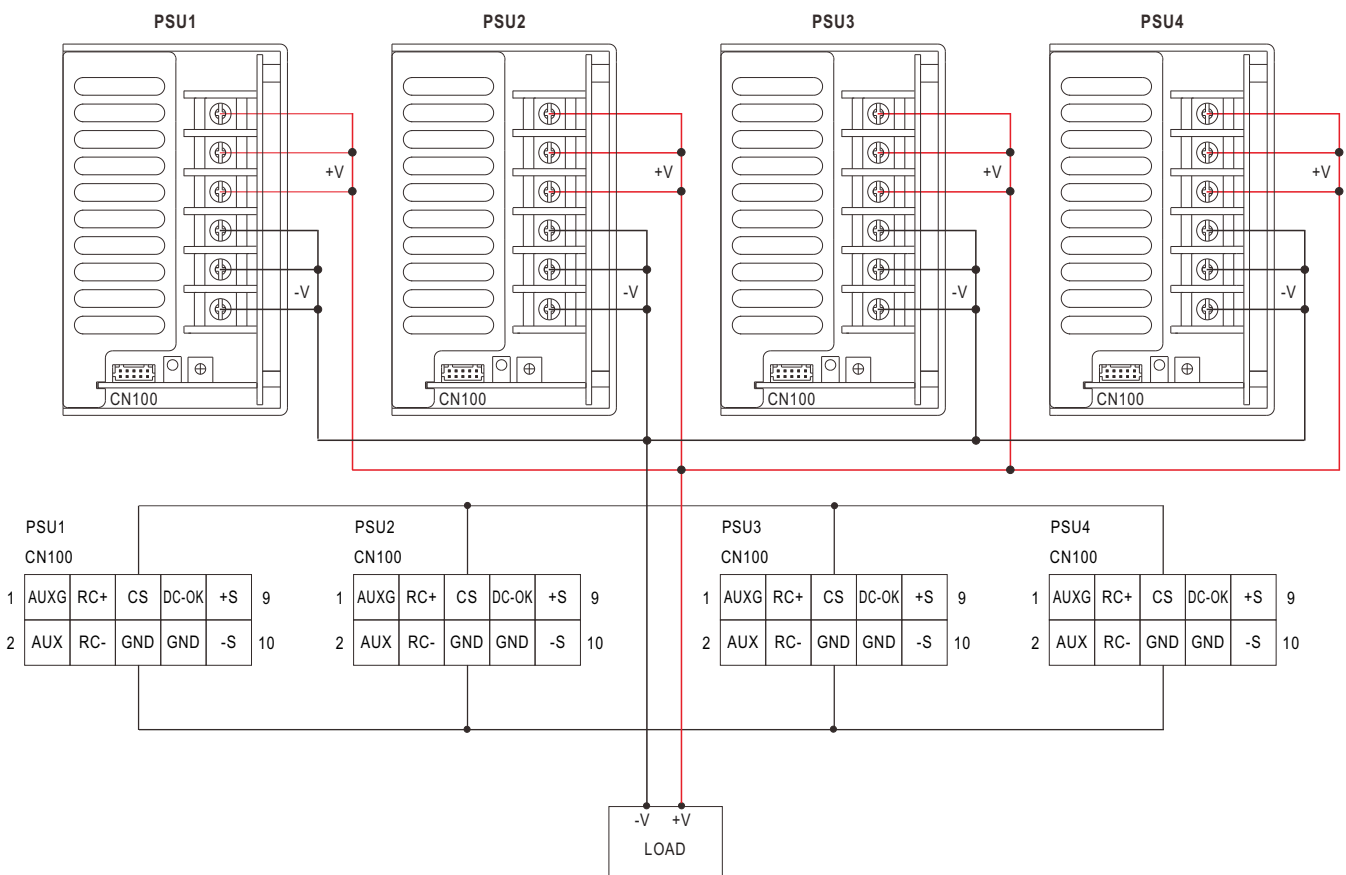 PSU1 PSU2 PSU3 PSU4
+V +V +V +V
-V -V -V -V
CN100 CN100 CN100 CN100
PSU1 PSU2 PSU3 PSU4
CN100 CN100 CN100 CN100
1 AUXG RC+ CS DC-OK +S 9 1 AUXG RC+ CS DC-OK +S 9 1 AUXG RC+ CS DC-OK +S 9 1 AUXG RC+ CS DC-OK +S 9
2 AUX RC- GND GND -S 10 2 AUX RC- GND GND -S 10 2 AUX RC- GND GND -S 10 2 AUX RC- GND GND -S 10
-V +V
LOAD